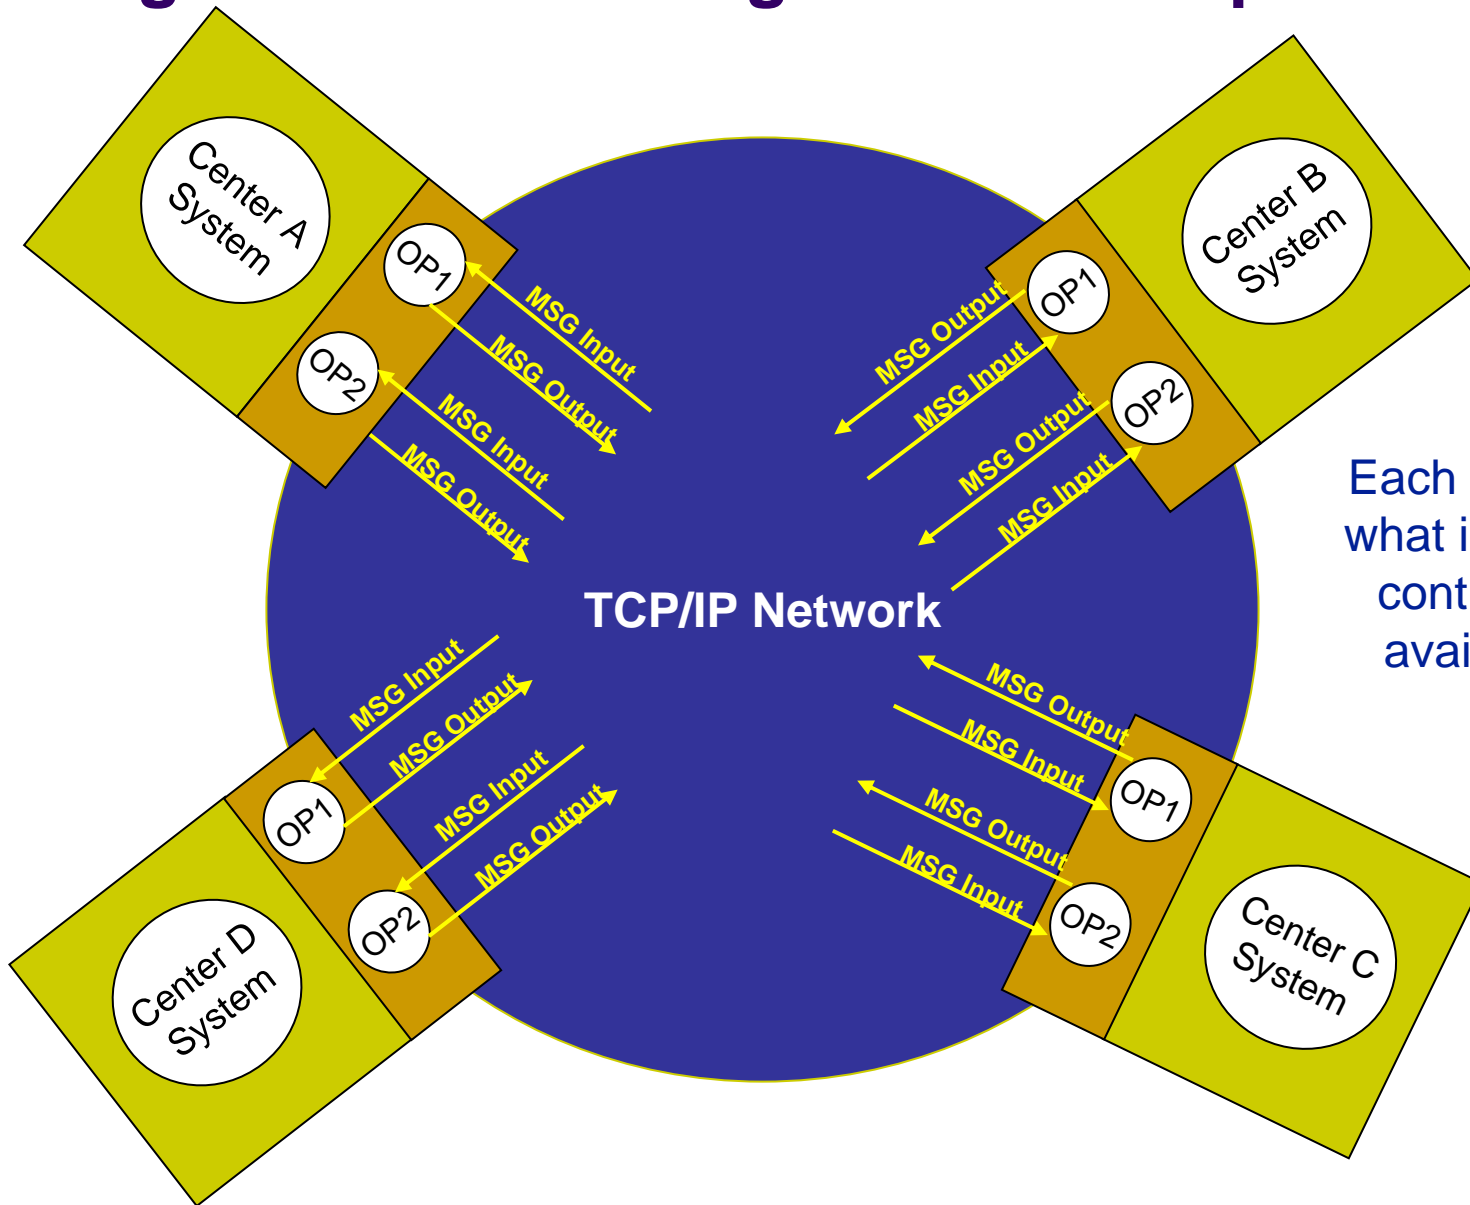 Center A
System
OP1
OP2
MSG Input
MSG Output
MSG Input
MSG Output
Center B
System
OP1
OP2
MSG Output
MSG Input
MSG Output
MSG Input
Each
what i
cont
avai
TCP/IP Network
MSG Input
MSG Output
MSG Input
MSG Output
OP1
OP2
Center D
System
MSG Output
MSG Input
MSG Output
MSG Input
OP1
OP2
Center C
System